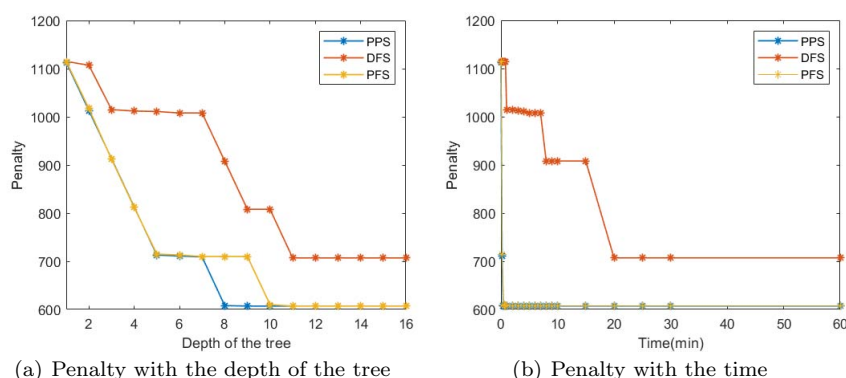 1200
1100
1000
900
800
700
600
Penalty
2 4 6 8 10 12 14 16
Depth of the tree
PPS
DFS
PFS
(a) Penalty with the depth of the tree
1200
1100
1000
900
800
700
600
Penalty
0 10 20 30 40 50 60
Time(min)
PPS
DFS
PFS
(b) Penalty with the time